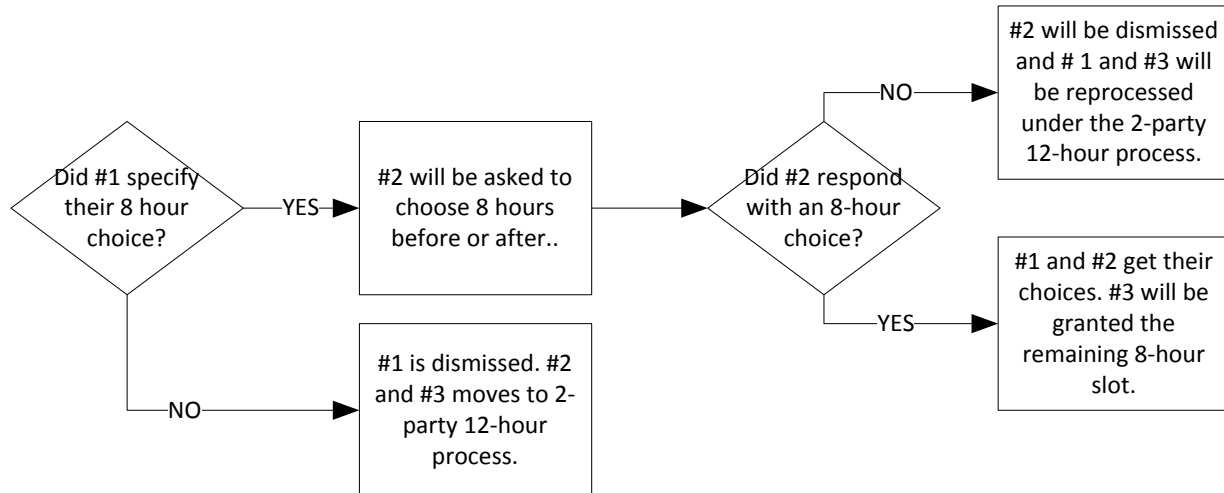 Did #1 specify
their 8 hour
choice?
YES
#2 will be asked to
choose 8 hours
before or after..
NO
#1 is dismissed. #2
and #3 moves to 2-
party 12-hour
process.
Did #2 respond
with an 8-hour
choice?
NO
#2 will be dismissed
and # 1 and #3 will
be reprocessed
under the 2-party
12-hour process.
YES
#1 and #2 get their
choices. #3 will be
granted the
remaining 8-hour
slot.